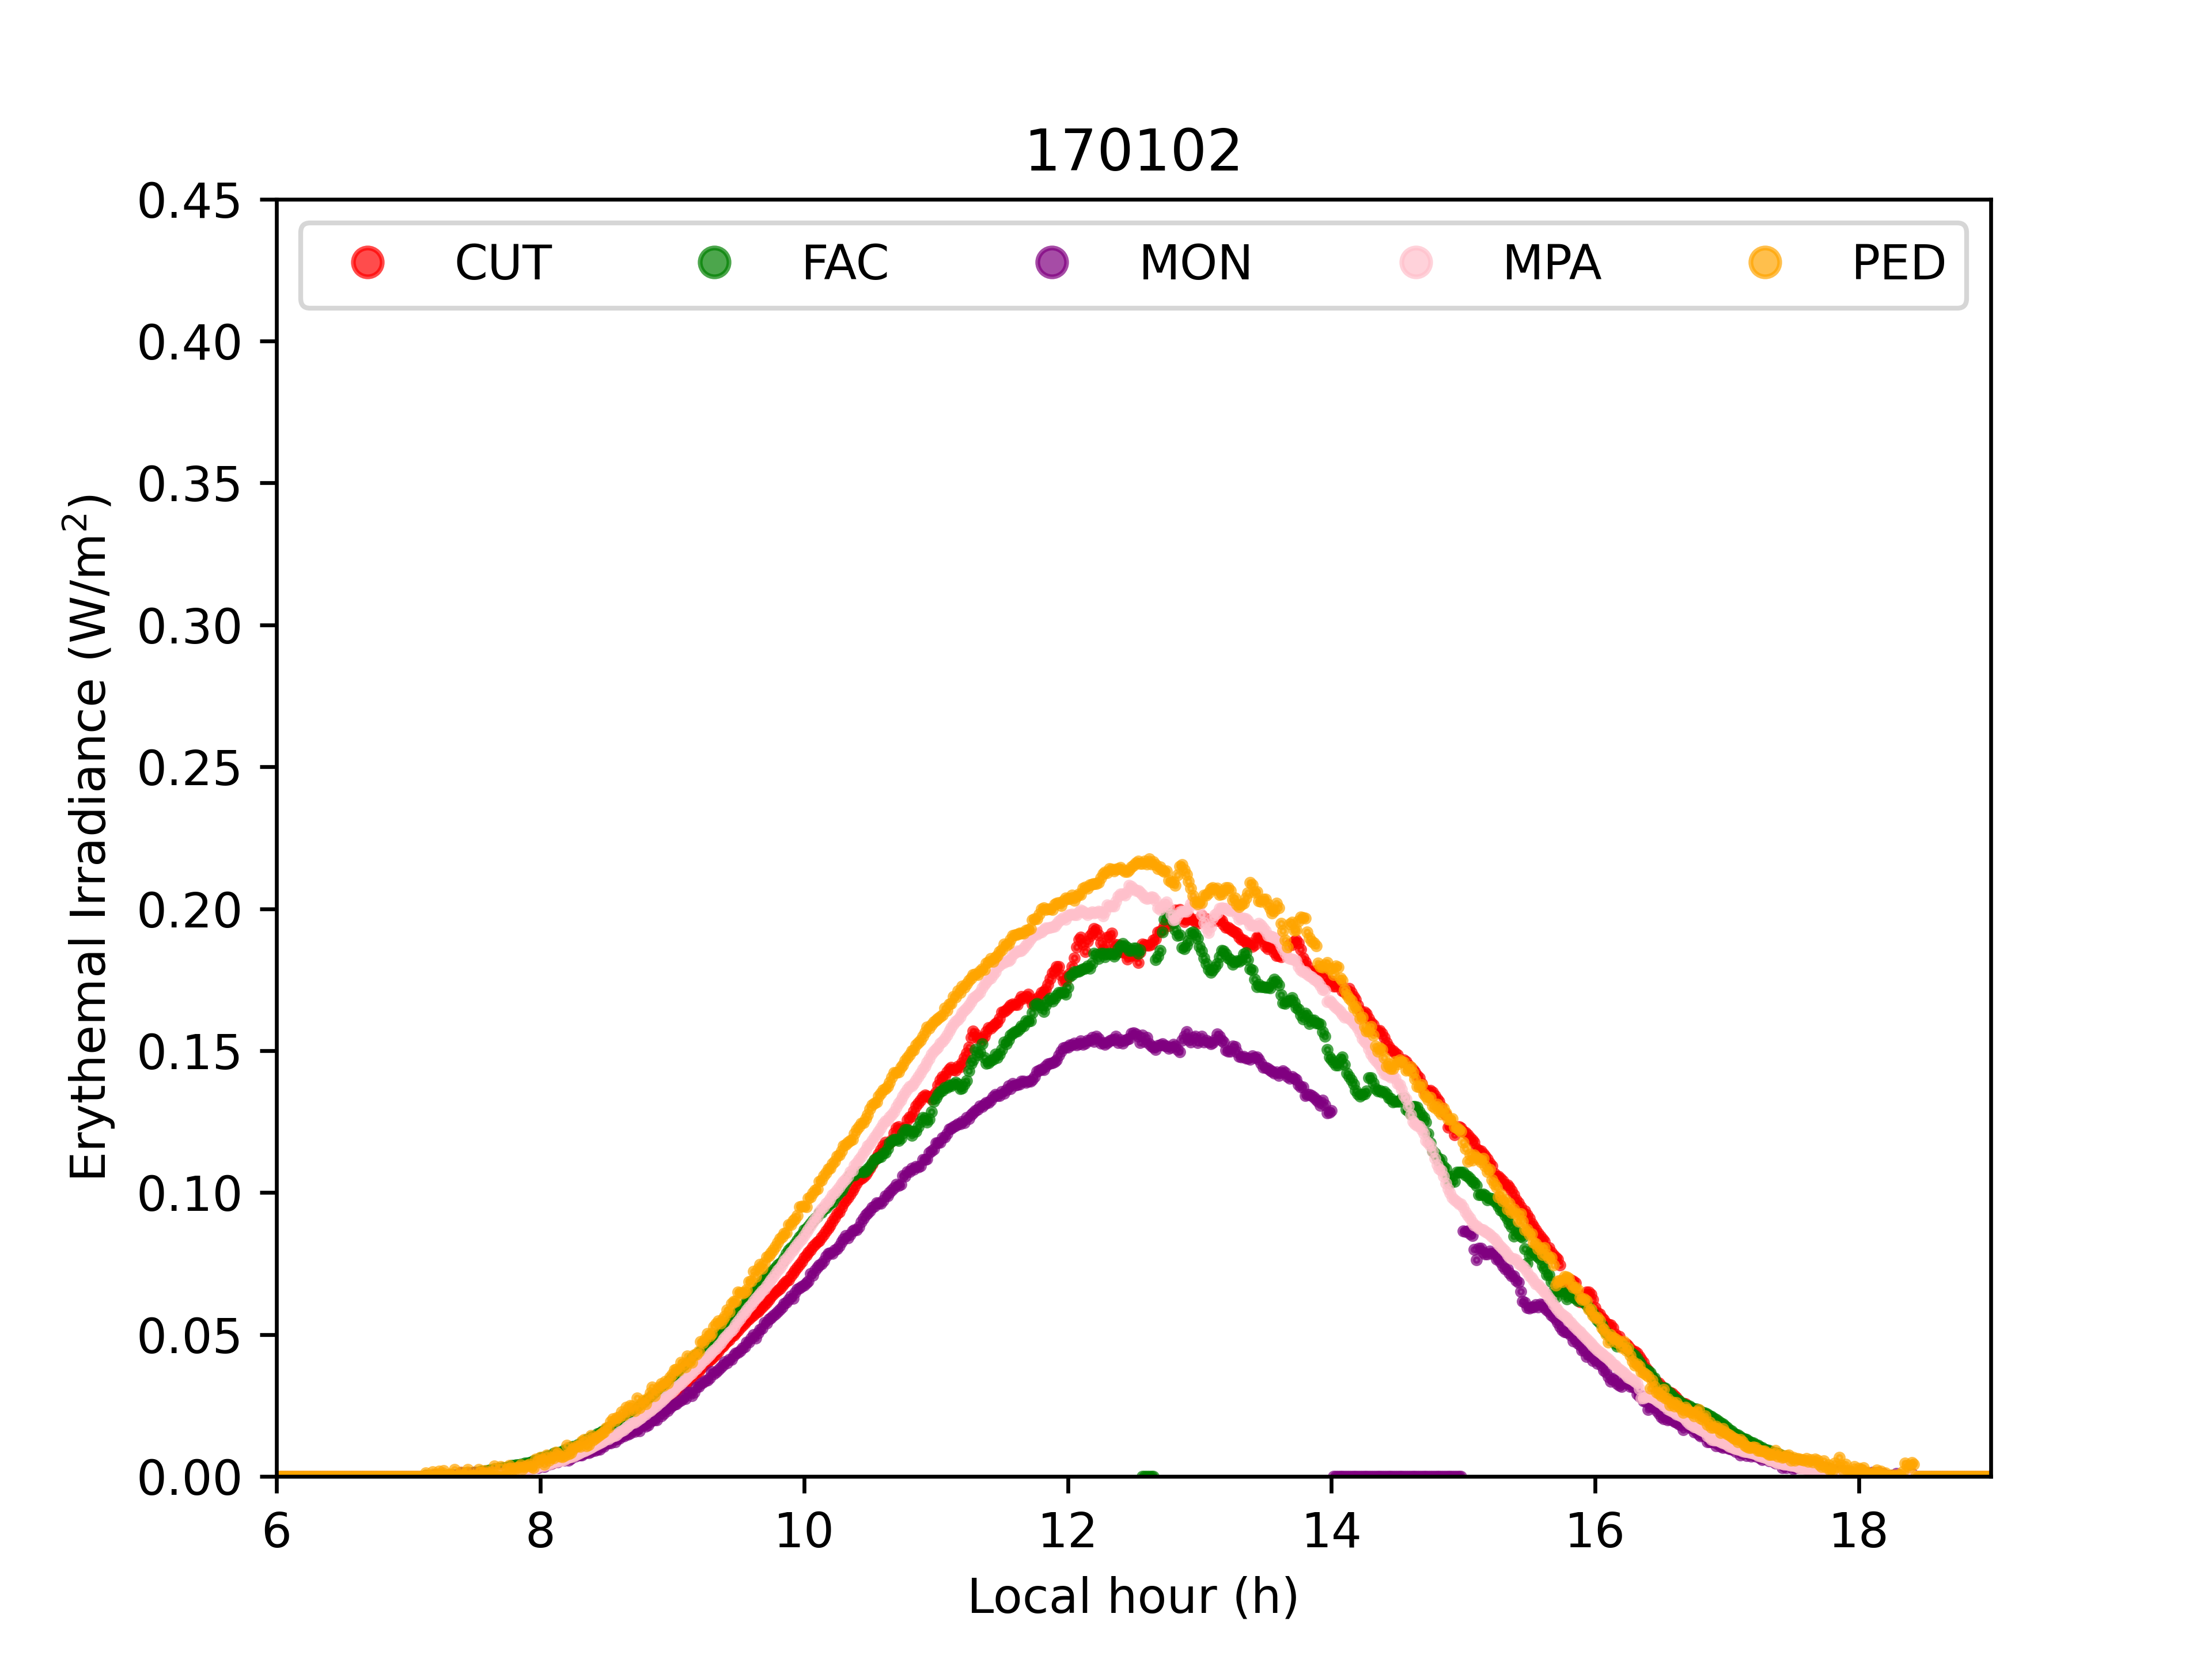 170102
CUT FAC MON MPA PED
0.45
0.40
0.35
0.30
0.25
0.20
0.15
0.10
0.05
0.00
Erythemal Irradiance (W/m²)
6 8 10 12 14 16 18
Local hour (h)